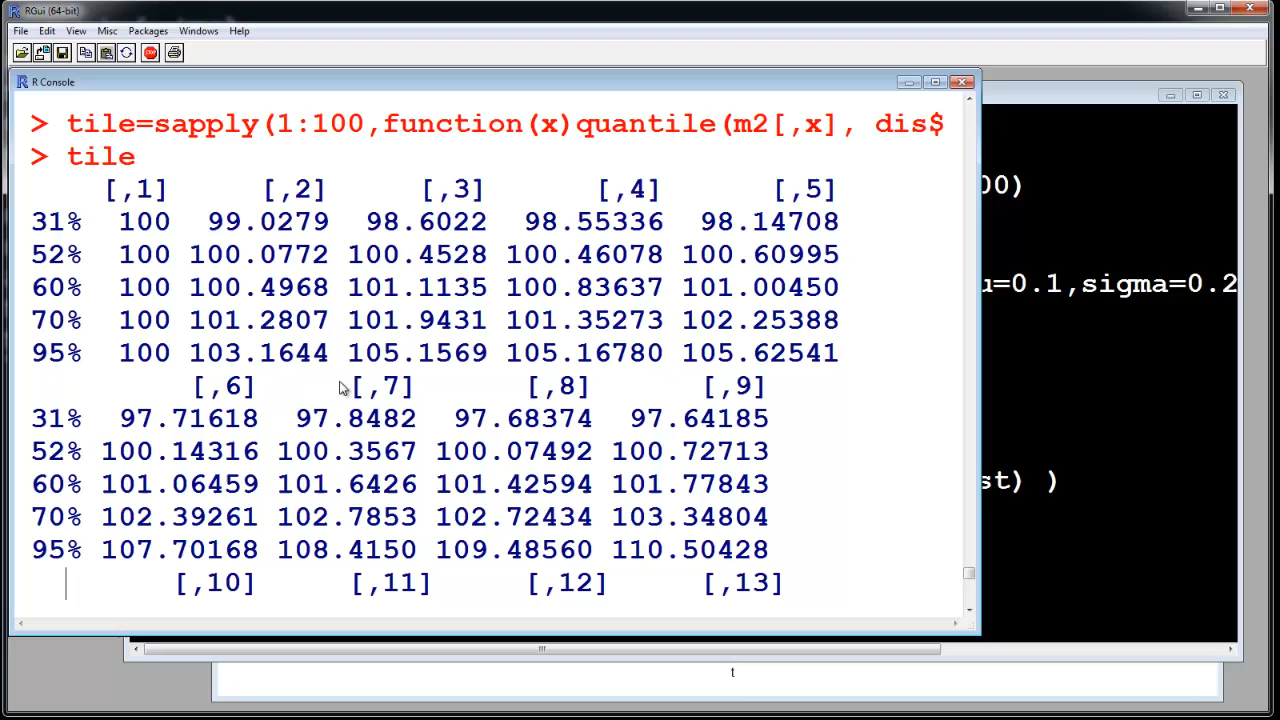 RGui (64-bit)
File Edit View Misc Packages Windows Help
STOP
R Console
> tile=sapply(1:100,function(x)quantile(m2[,x], dis$
> tile
[,1] [,2] [,3] [,4] [,5]
31% 100 99.0279 98.6022 98.55336 98.14708
52% 100 100.0772 100.4528 100.46078 100.60995
60% 100 100.4968 101.1135 100.83637 101.00450
70% 100 101.2807 101.9431 101.35273 102.25388
95% 100 103.1644 105.1569 105.16780 105.62541
[,6] [,7] [,8] [,9]
31% 97.71618 97.8482 97.68374 97.64185
52% 100.14316 100.3567 100.07492 100.72713
60% 101.06459 101.6426 101.42594 101.77843
70% 102.39261 102.7853 102.72434 103.34804
95% 107.70168 108.4150 109.48560 110.50428
[,10] [,11] [,12] [,13]
00)
u=0.1,sigma=0.2
st) )
t